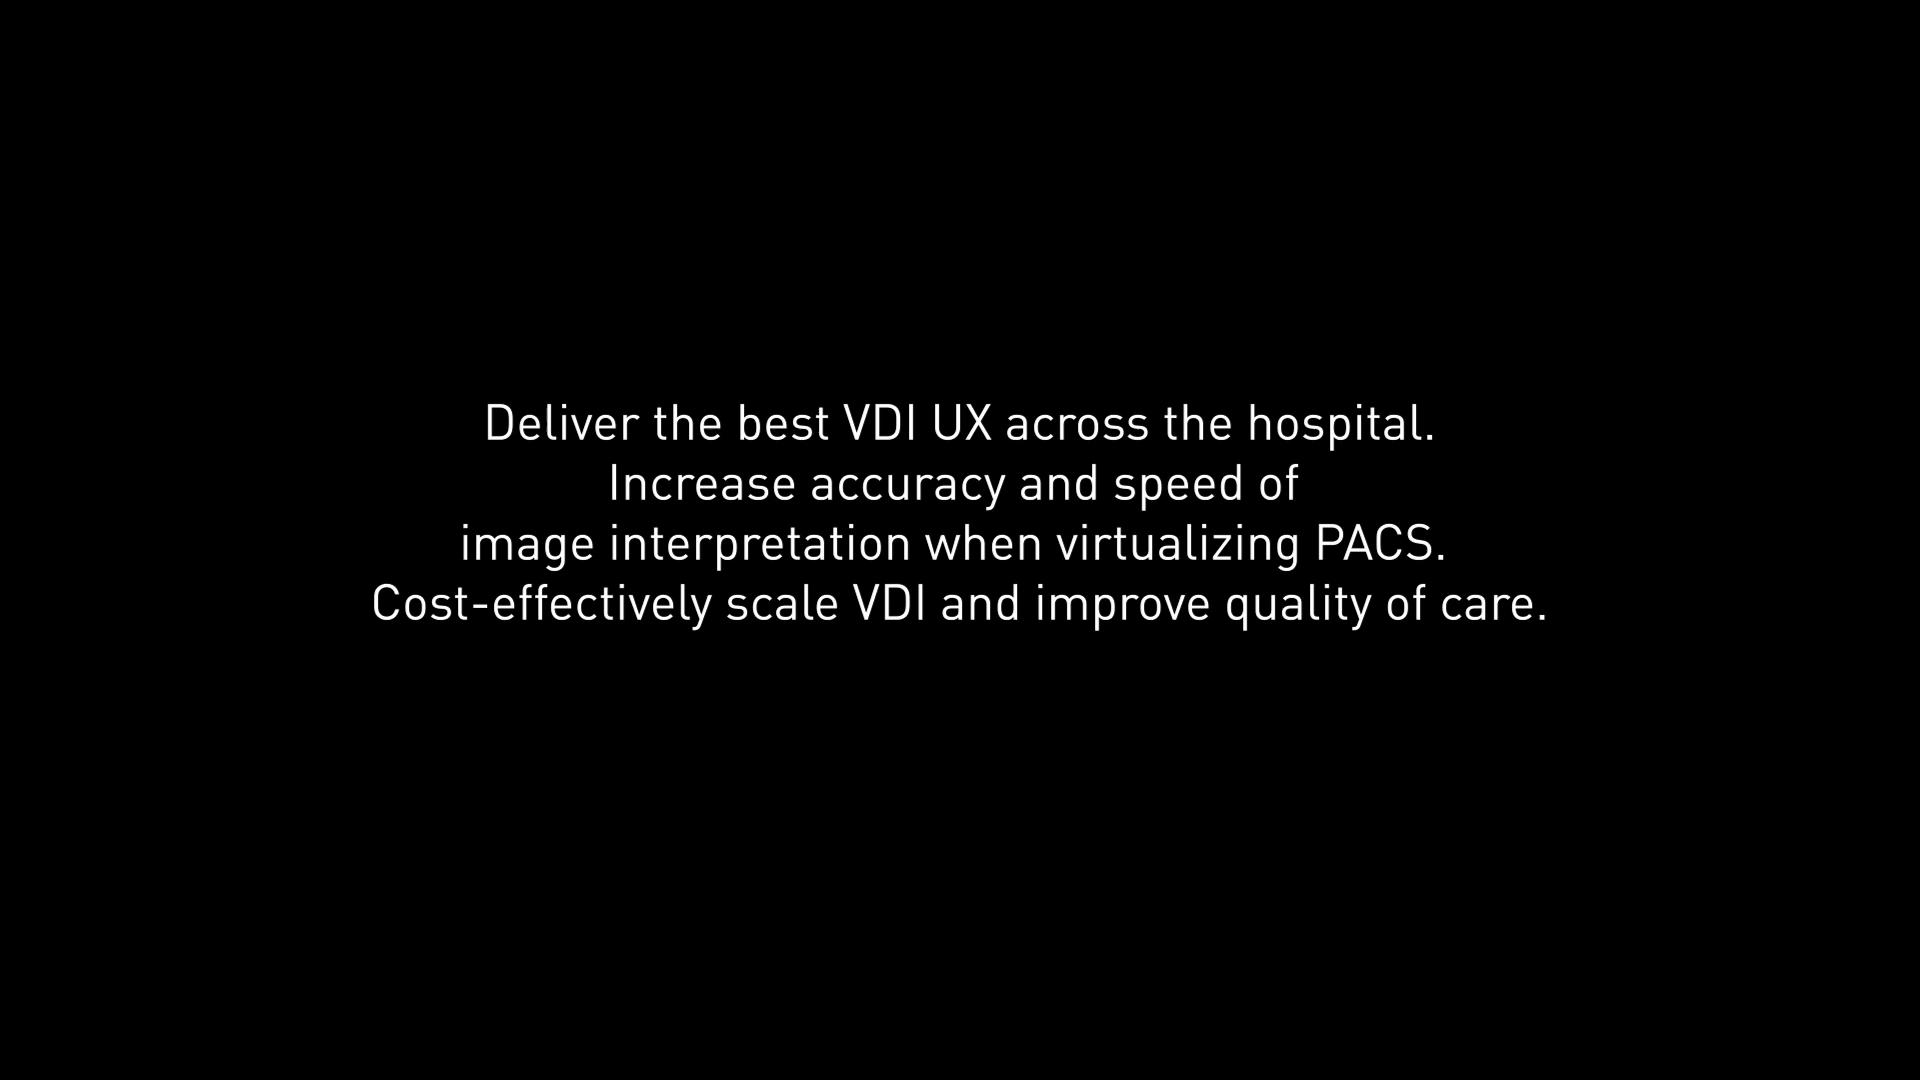 Deliver the best VDI UX across the hospital.
Increase accuracy and speed of
image interpretation when virtualizing PACS.
Cost-effectively scale VDI and improve quality of care.